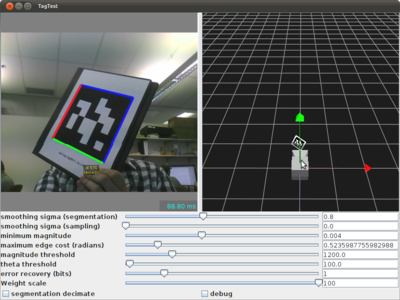 TagTest
88.80 ms
smoothing sigma (segmentation) 0.8
smoothing sigma (sampling) 0.0
minimum magnitude 0.004
maximum edge cost (radians) 0.5235987755982988
magnitude threshold 1200.0
theta threshold 100.0
error recovery (bits) 1
Weight scale 100
segmentation decimate debug